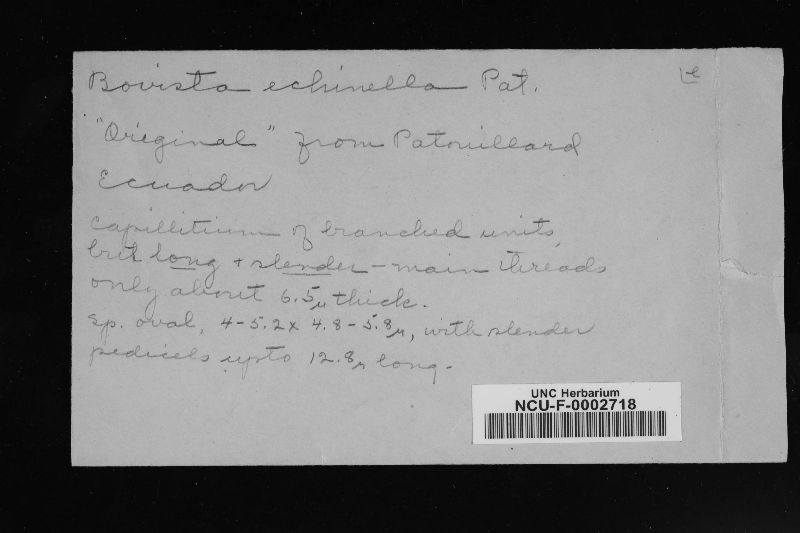 Bovista echinella Pat.
"Original" from Patouillard
Ecuador
Capillitium of branched units,
but long + slender - main threads
only about 6.5µ thick.
sp. oval, 4-5.2 x 4.8-5.8µ, with slender
pedicels upto 12.8µ long.
UNC Herbarium
NCU-F-0002718